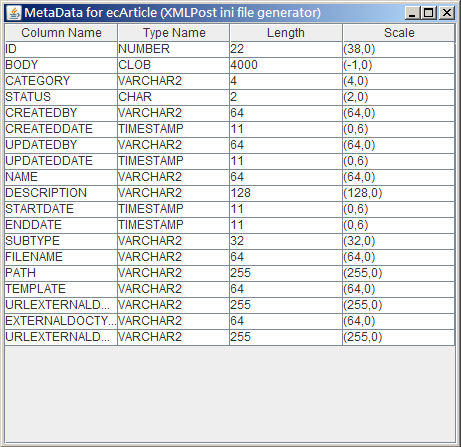 MetaData for ecArticle (XMLPost ini file generator)
Column Name Type Name Length Scale
ID NUMBER 22 (38,0)
BODY CLOB 4000 (-1,0)
CATEGORY VARCHAR2 4 (4,0)
STATUS CHAR 2 (2,0)
CREATEDBY VARCHAR2 64 (64,0)
CREATEDDATE TIMESTAMP 11 (0,6)
UPDATEDBY VARCHAR2 64 (64,0)
UPDATEDDATE TIMESTAMP 11 (0,6)
NAME VARCHAR2 64 (64,0)
DESCRIPTION VARCHAR2 128 (128,0)
STARTDATE TIMESTAMP 11 (0,6)
ENDDATE TIMESTAMP 11 (0,6)
SUBTYPE VARCHAR2 32 (32,0)
FILENAME VARCHAR2 64 (64,0)
PATH VARCHAR2 255 (255,0)
TEMPLATE VARCHAR2 64 (64,0)
URLEXTERNALD... VARCHAR2 255 (255,0)
EXTERNALDOCTY... VARCHAR2 64 (64,0)
URLEXTERNALD... VARCHAR2 255 (255,0)